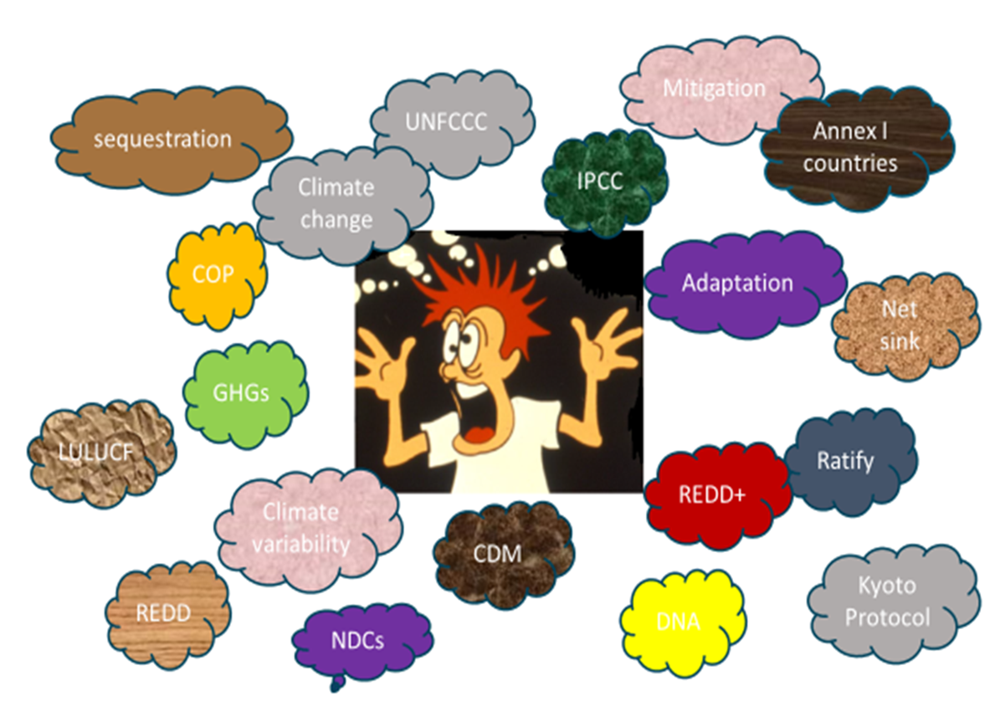 Mitigation
UNFCCC
Annex I
countries
sequestration
IPCC
Climate
change
COP
Adaptation
Net
sink
GHGs
LULUCF
Ratify
REDD+
Climate
variability
CDM
Kyoto
Protocol
REDD
DNA
NDCs